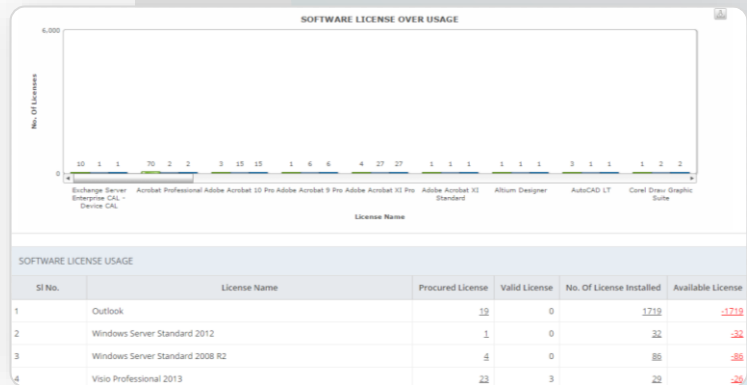 SOFTWARE LICENSE OVER USAGE
6,000
No. Of Licenses
10 1 1 70 2 2 3 15 15 1 6 6 4 27 27 1 1 1 1 1 1 3 1 1 1 2 2
0
Exchange Server Acrobat Professional Adobe Acrobat 10 Pro Adobe Acrobat 9 Pro Adobe Acrobat XI Pro Adobe Acrobat XI Altium Designer AutoCAD LT Corel Draw Graphic
Enterprise CAL - Standard Suite
Device CAL
License Name
SOFTWARE LICENSE USAGE
Sl No. License Name Procured License Valid License No. Of License Installed Available License
1 Outlook 19 0 1719 -1719
2 Windows Server Standard 2012 1 0 32 -32
3 Windows Server Standard 2008 R2 4 0 86 -86
4 Visio Professional 2013 23 3 29 -26